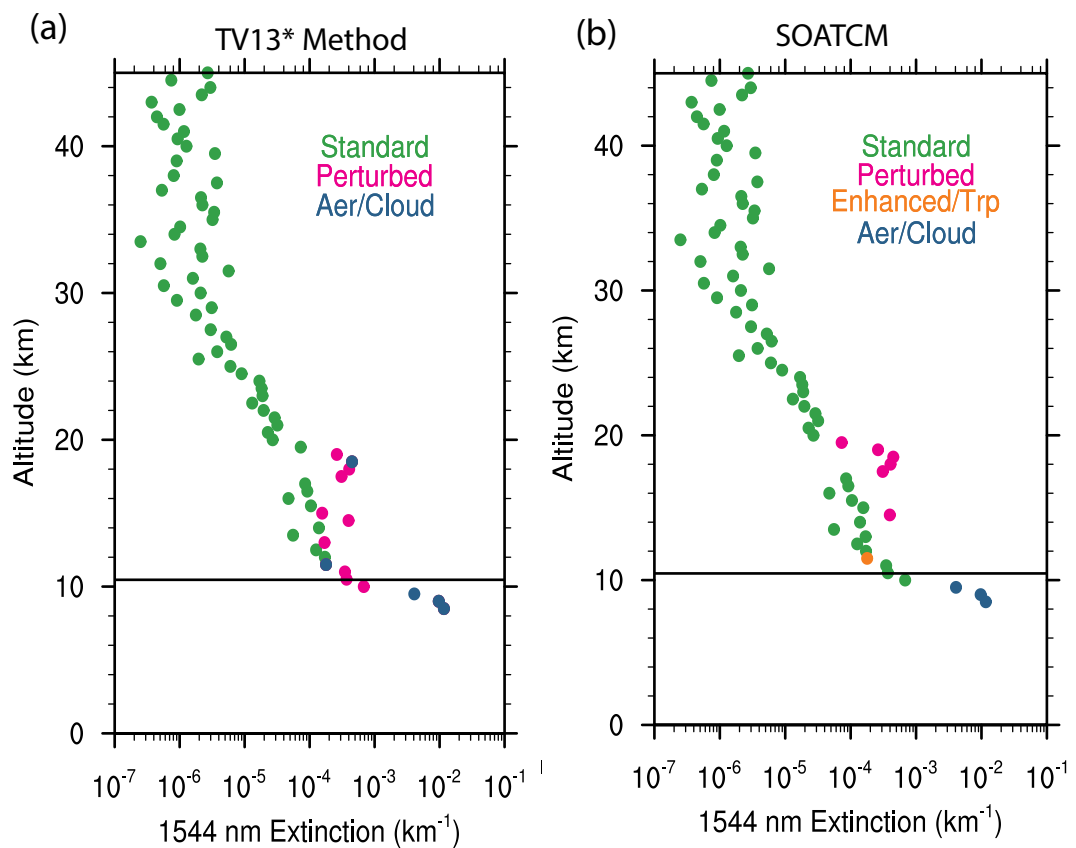 (a)
TV13* Method
Standard
Perturbed
Aer/Cloud
40
30
20
10
0
Altitude (km)
10⁻⁷ 10⁻⁶ 10⁻⁵ 10⁻⁴ 10⁻³ 10⁻² 10⁻¹
1544 nm Extinction (km⁻¹)
(b)
SOATCM
Standard
Perturbed
Enhanced/Trp
Aer/Cloud
40
30
20
10
0
Altitude (km)
10⁻⁷ 10⁻⁶ 10⁻⁵ 10⁻⁴ 10⁻³ 10⁻² 10⁻¹
1544 nm Extinction (km⁻¹)